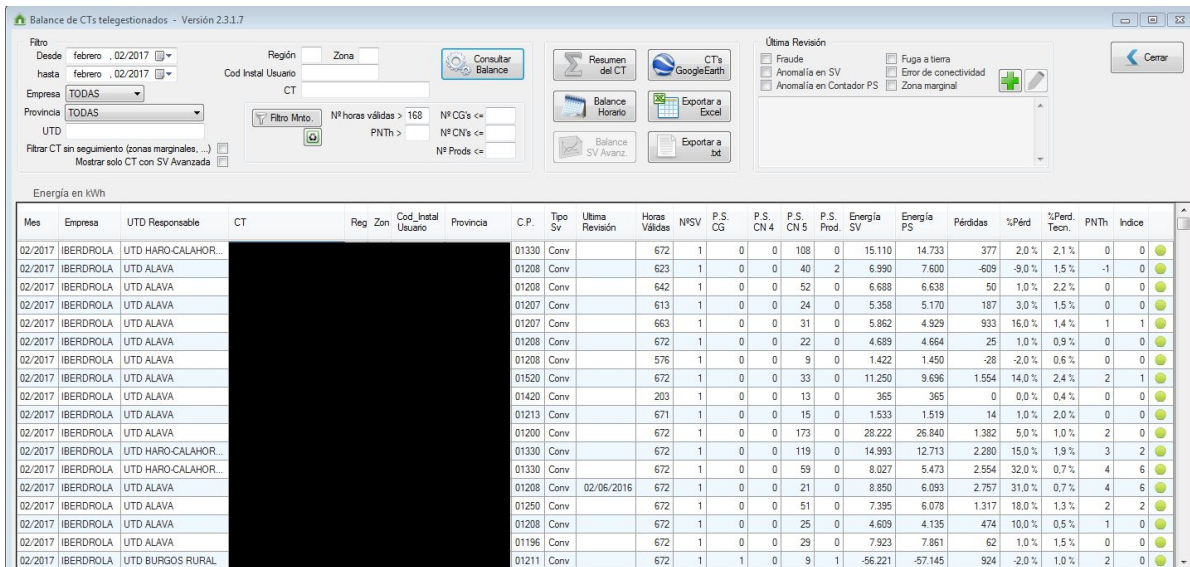 Balance de CTs telegestionados - Versión 2.3.1.7
Filtro
Desde febrero , 02/2017
hasta febrero , 02/2017
Empresa TODAS
Provincia TODAS
UTD
Filtrar CT sin seguimiento (zonas marginales, ...)
Mostrar solo CT con SV Avanzada
Región Zona
Cod Instal Usuario
CT
Consultar Balance
Filtro Mnto.
Nº horas válidas > 168 Nº CG's <=
PNTh > Nº CN's <=
Nº Prods <=
Resumen del CT
CT's GoogleEarth
Balance Horario
Exportar a Excel
Balance SV Avanz.
Exportar a .txt
Última Revisión
Fraude Fuga a tierra
Anomalía en SV Error de conectividad
Anomalía en Contador PS Zona marginal
Cerrar
Energía en kWh
Mes Empresa UTD Responsable CT Reg Zon Cod_Instal Usuario Provincia C.P. Tipo Sv Ultima Revisión Horas Válidas NºSV P.S. CG P.S. CN 4 P.S. CN 5 P.S. Prod. Energía SV Energía PS Pérdidas %Pérd %Perd. Tecn. PNTh Indice
02/2017 IBERDROLA UTD HARO-CALAHOR... 01330 Conv 672 1 0 0 108 0 15.110 14.733 377 2,0 % 2,1 % 0 0
02/2017 IBERDROLA UTD ALAVA 01208 Conv 623 1 0 0 40 2 6.990 7.600 -609 -9,0 % 1,5 % -1 0
02/2017 IBERDROLA UTD ALAVA 01208 Conv 642 1 0 0 52 0 6.688 6.638 50 1,0 % 2,2 % 0 0
02/2017 IBERDROLA UTD ALAVA 01207 Conv 613 1 0 0 24 0 5.358 5.170 187 3,0 % 1,5 % 0 0
02/2017 IBERDROLA UTD ALAVA 01207 Conv 663 1 0 0 31 0 5.862 4.929 933 16,0 % 1,4 % 1 1
02/2017 IBERDROLA UTD ALAVA 01208 Conv 672 1 0 0 22 0 4.689 4.664 25 1,0 % 0,9 % 0 0
02/2017 IBERDROLA UTD ALAVA 01208 Conv 576 1 0 0 9 0 1.422 1.450 -28 -2,0 % 0,6 % 0 0
02/2017 IBERDROLA UTD ALAVA 01520 Conv 672 1 0 0 33 0 11.250 9.696 1.554 14,0 % 2,4 % 2 1
02/2017 IBERDROLA UTD ALAVA 01420 Conv 203 1 0 0 13 0 365 365 0 0,0 % 0,4 % 0 0
02/2017 IBERDROLA UTD ALAVA 01213 Conv 671 1 0 0 15 0 1.533 1.519 14 1,0 % 2,0 % 0 0
02/2017 IBERDROLA UTD ALAVA 01200 Conv 672 1 0 0 173 0 28.222 26.840 1.382 5,0 % 1,0 % 2 0
02/2017 IBERDROLA UTD HARO-CALAHOR... 01330 Conv 672 1 0 0 119 0 14.993 12.713 2.280 15,0 % 1,9 % 3 2
02/2017 IBERDROLA UTD HARO-CALAHOR... 01330 Conv 672 1 0 0 59 0 8.027 5.473 2.554 32,0 % 0,7 % 4 6
02/2017 IBERDROLA UTD ALAVA 01208 Conv 02/06/2016 672 1 0 0 21 0 8.850 6.093 2.757 31,0 % 0,7 % 4 6
02/2017 IBERDROLA UTD ALAVA 01250 Conv 672 1 0 0 51 0 7.395 6.078 1.317 18,0 % 1,3 % 2 2
02/2017 IBERDROLA UTD ALAVA 01208 Conv 672 1 0 0 25 0 4.609 4.135 474 10,0 % 0,5 % 1 0
02/2017 IBERDROLA UTD ALAVA 01196 Conv 672 1 0 0 29 0 7.923 7.861 62 1,0 % 1,5 % 0 0
02/2017 IBERDROLA UTD BURGOS RURAL 01211 Conv 672 1 1 0 9 1 -56.221 -57.145 924 -2,0 % 1,0 % 2 0